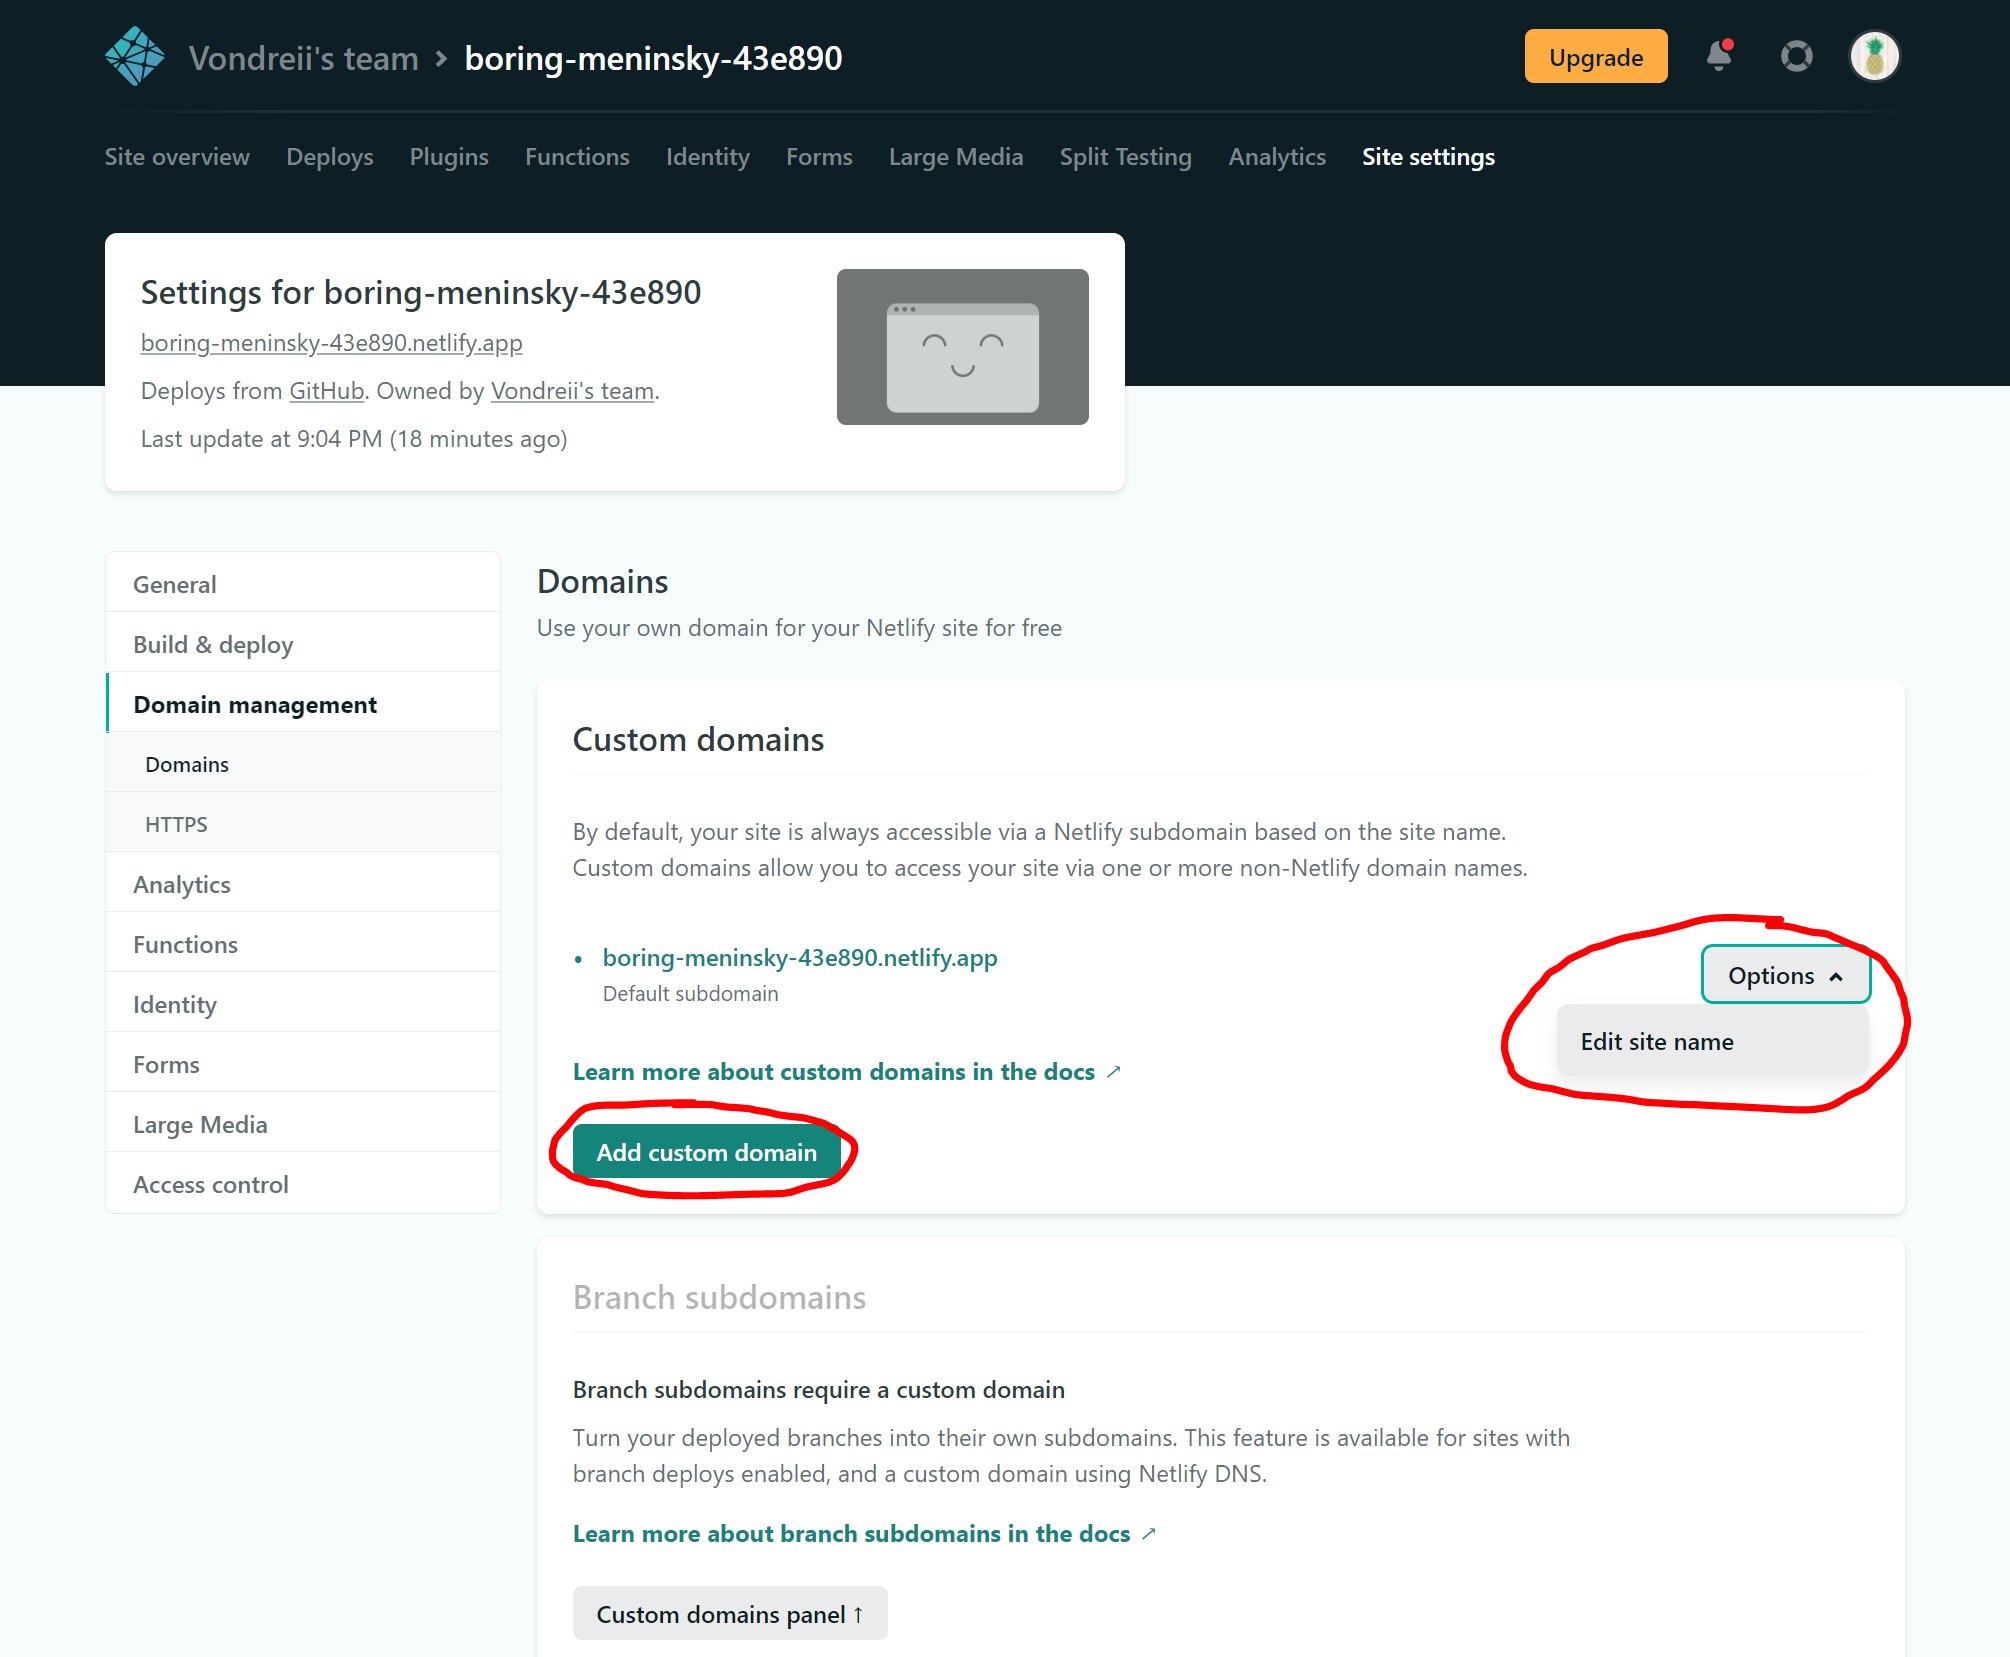 Vondreii's team > boring-meninsky-43e890
Upgrade
Site overview Deploys Plugins Functions Identity Forms Large Media Split Testing Analytics Site settings
Settings for boring-meninsky-43e890
boring-meninsky-43e890.netlify.app
Deploys from GitHub. Owned by Vondreii's team.
Last update at 9:04 PM (18 minutes ago)
General
Build & deploy
Domain management
Domains
HTTPS
Analytics
Functions
Identity
Forms
Large Media
Access control
Domains
Use your own domain for your Netlify site for free
Custom domains
By default, your site is always accessible via a Netlify subdomain based on the site name.
Custom domains allow you to access your site via one or more non-Netlify domain names.
• boring-meninsky-43e890.netlify.app
Default subdomain
Options
Edit site name
Learn more about custom domains in the docs ↗
Add custom domain
Branch subdomains
Branch subdomains require a custom domain
Turn your deployed branches into their own subdomains. This feature is available for sites with
branch deploys enabled, and a custom domain using Netlify DNS.
Learn more about branch subdomains in the docs ↗
Custom domains panel ↑